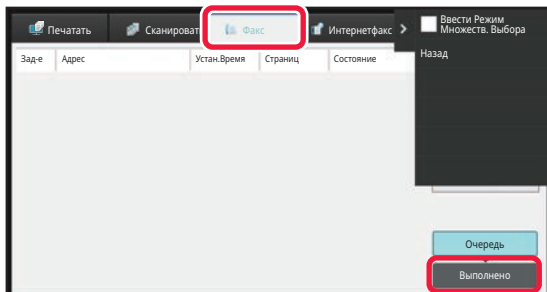 Печатать
Сканироват
Факс
Интернетфакс
Ввести Режим
Множеств. Выбора
Назад
Зад-е
Адрес
Устан.Время
Страниц
Состояние
Очередь
Выполнено